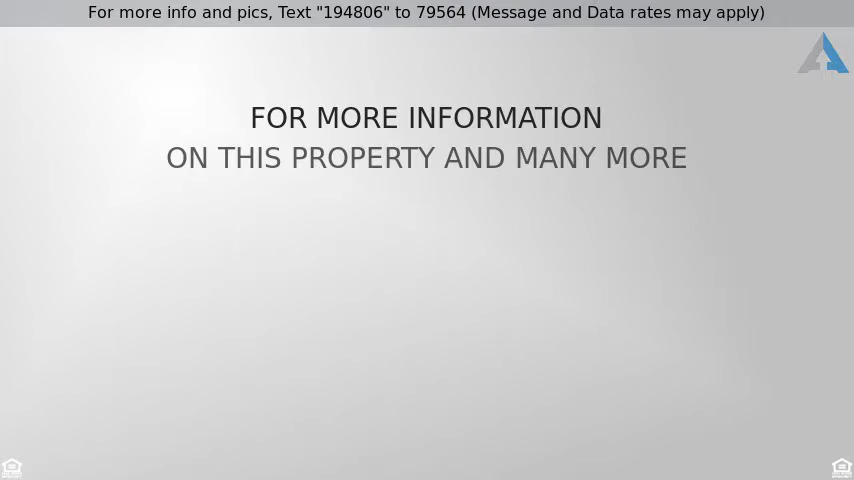 For more info and pics, Text "194806" to 79564 (Message and Data rates may apply)
FOR MORE INFORMATION
ON THIS PROPERTY AND MANY MORE